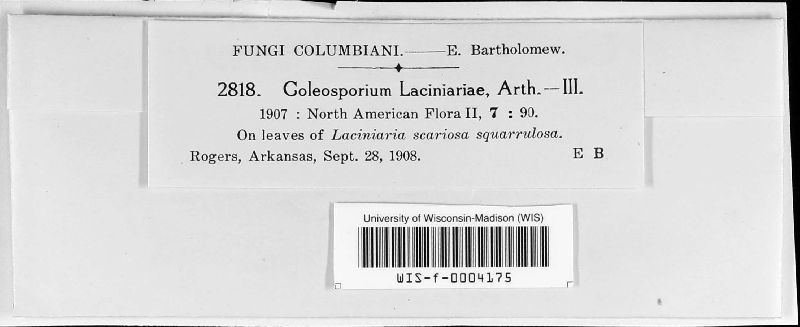 FUNGI COLUMBIANI.—E. Bartholomew.
2818. Coleosporium Laciniariae, Arth.—III.
1907 : North American Flora II, 7 : 90.
On leaves of Laciniaria scariosa squarrulosa.
Rogers, Arkansas, Sept. 28, 1908. E B
University of Wisconsin-Madison (WIS)
WIS-f-0004175